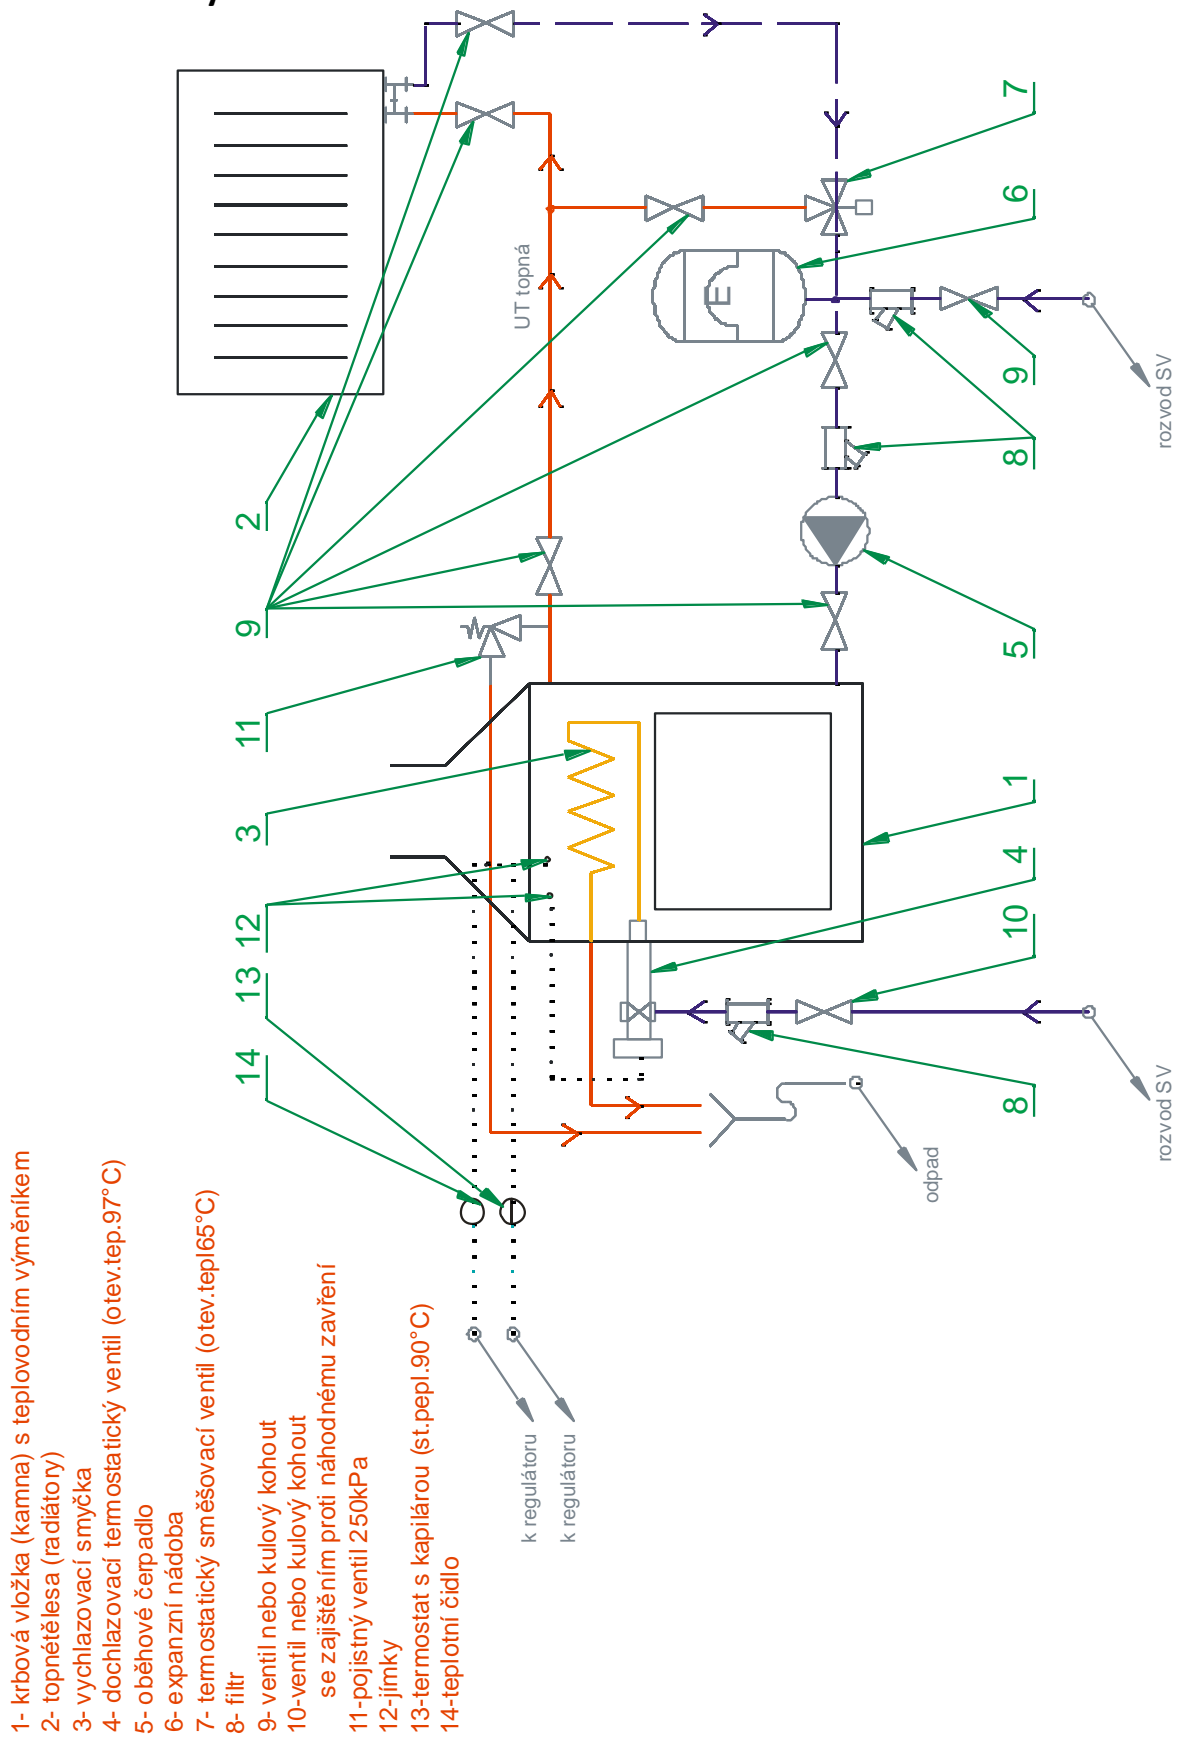 1- krbová vložka (kamna) s teplovodním výměníkem
2- topnétělesa (radiátory)
3- vychlazovací smyčka
4- dochlazovací termostatický ventil (otev.tep.97°C)
5- oběhové čerpadlo
6- expanzní nádoba
7- termostatický směšovací ventil (otev.tepl65°C)
8- filtr
9- ventil nebo kulový kohout
10-ventil nebo kulový kohout
se zajištěním proti náhodnému zavření
11-pojistný ventil 250kPa
12-jímky
13-termostat s kapilárou (st.pepl.90°C)
14-teplotní čidlo
14
13
12
3
11
9
2
k regulátoru
k regulátoru
UT topná
E
odpad
8
10
4
1
5
8
9
6
7
rozvod SV
rozvod SV